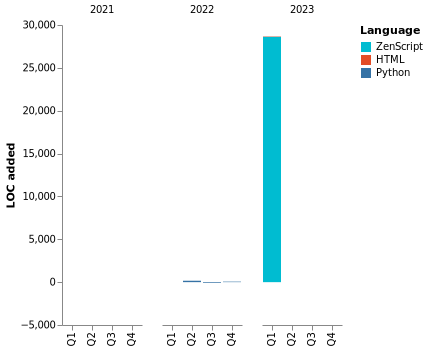 2021 2022 2023
Language
ZenScript
HTML
Python
LOC added
30,000
25,000
20,000
15,000
10,000
5,000
0
−5,000
Q1 Q2 Q3 Q4 Q1 Q2 Q3 Q4 Q1 Q2 Q3 Q4